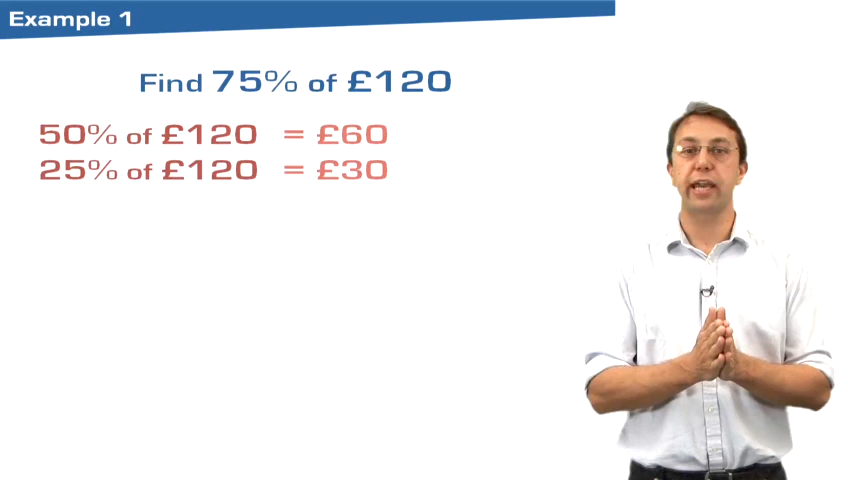 Example 1
Find 75% of £120
50% of £120 = £60
25% of £120 = £30